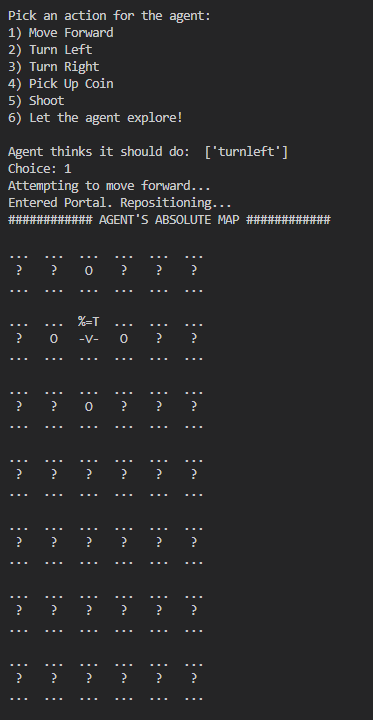 Pick an action for the agent:
1) Move Forward
2) Turn Left
3) Turn Right
4) Pick Up Coin
5) Shoot
6) Let the agent explore!

Agent thinks it should do:  ['turnleft']
Choice: 1
Attempting to move forward...
Entered Portal. Repositioning...
############ AGENT'S ABSOLUTE MAP ############

...  ...  ...  ...  ...  ...
 ?    ?    O    ?    ?    ?
...  ...  ...  ...  ...  ...

...  ...  %=T  ...  ...  ...
 ?    O   -v-   O    ?    ?
...  ...  ...  ...  ...  ...

...  ...  ...  ...  ...  ...
 ?    ?    O    ?    ?    ?
...  ...  ...  ...  ...  ...

...  ...  ...  ...  ...  ...
 ?    ?    ?    ?    ?    ?
...  ...  ...  ...  ...  ...

...  ...  ...  ...  ...  ...
 ?    ?    ?    ?    ?    ?
...  ...  ...  ...  ...  ...

...  ...  ...  ...  ...  ...
 ?    ?    ?    ?    ?    ?
...  ...  ...  ...  ...  ...

...  ...  ...  ...  ...  ...
 ?    ?    ?    ?    ?    ?
...  ...  ...  ...  ...  ...